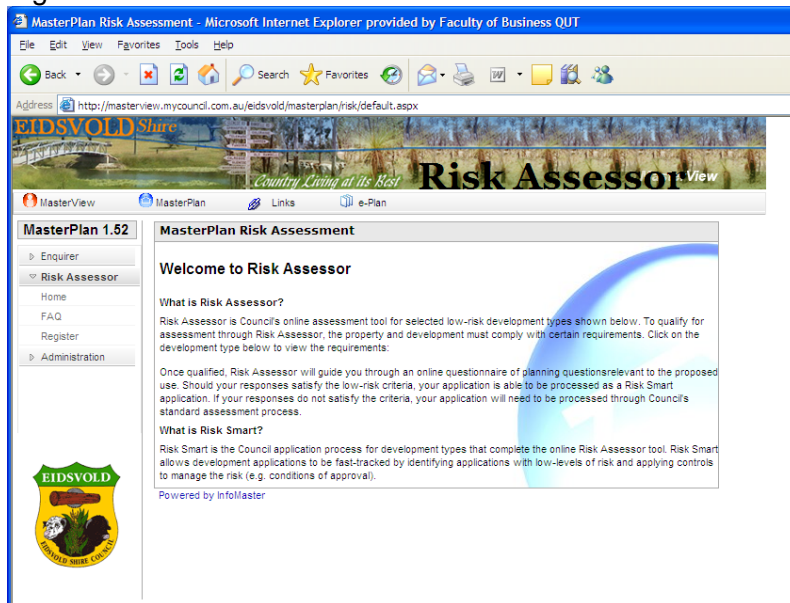 MasterPlan Risk Assessment - Microsoft Internet Explorer provided by Faculty of Business QUT
File Edit View Favorites Tools Help
Back Search Favorites
Address http://masterview.mycouncil.com.au/eidsvold/masterplan/risk/default.aspx
EIDSVOLD Shire
Country Living at its Best
Risk Assessor
View
MasterView MasterPlan Links e-Plan
MasterPlan 1.52
Enquirer
Risk Assessor
Home
FAQ
Register
Administration
EIDSVOLD
EIDSVOLD SHIRE COUNCIL
MasterPlan Risk Assessment
Welcome to Risk Assessor
What is Risk Assessor?
Risk Assessor is Council's online assessment tool for selected low-risk development types shown below. To qualify for
assessment through Risk Assessor, the property and development must comply with certain requirements. Click on the
development type below to view the requirements:
Once qualified, Risk Assessor will guide you through an online questionnaire of planning questionsrelevant to the proposed
use. Should your responses satisfy the low-risk criteria, your application is able to be processed as a Risk Smart
application. If your responses do not satisfy the criteria, your application will need to be processed through Council's
standard assessment process.
What is Risk Smart?
Risk Smart is the Council application process for development types that complete the online Risk Assessor tool. Risk Smart
allows development applications to be fast-tracked by identifying applications with low-levels of risk and applying controls
to manage the risk (e.g. conditions of approval).
Powered by InfoMaster